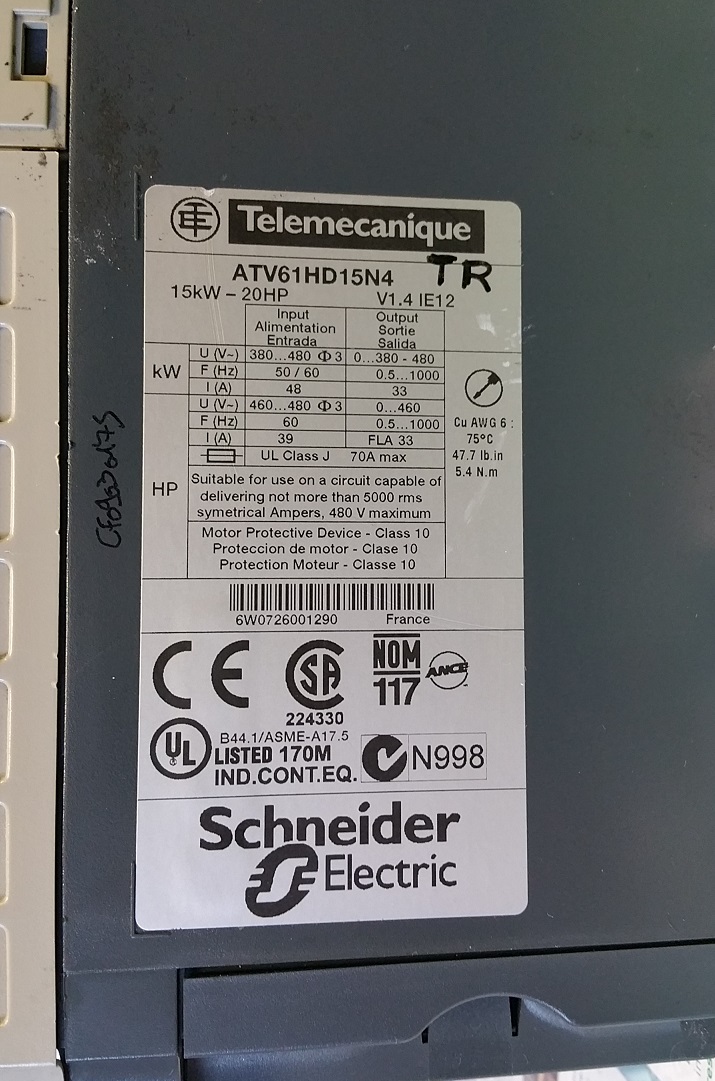 Telemecanique
ATV61HD15N4 TR
15kW – 20HP V1.4 IE12
Input Output
Alimentation Sortie
Entrada Salida
kW
U (V~) 380...480 Φ 3 0...380 - 480
F (Hz) 50 / 60 0.5...1000
I (A) 48 33
HP
U (V~) 460...480 Φ 3 0...460
F (Hz) 60 0.5...1000
I (A) 39 FLA 33
UL Class J 70A max
Cu AWG 6 :
75°C
47.7 lb.in
5.4 N.m
Suitable for use on a circuit capable of
delivering not more than 5000 rms
symetrical Ampers, 480 V maximum
Motor Protective Device - Class 10
Proteccion de motor - Clase 10
Protection Moteur - Classe 10
6W0726001290 France
CE
SA
224330
NOM
117
ANCE
UL
B44.1/ASME-A17.5
LISTED 170M
IND.CONT.EQ.
N998
Schneider
Electric